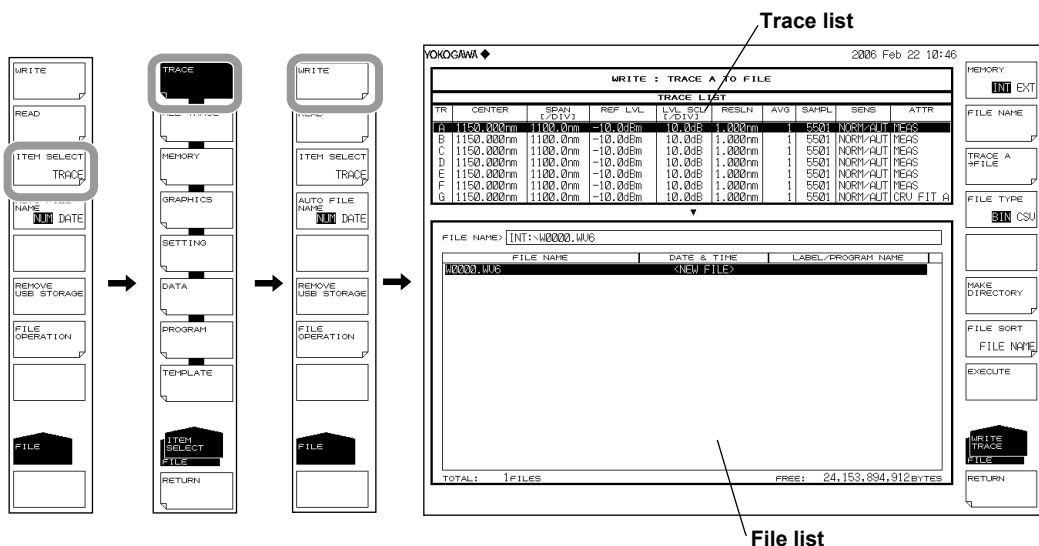 Trace list
WRITE
READ
ITEM SELECT
TRACE
NAME
NUM DATE
REMOVE
USB STORAGE
FILE
OPERATION
FILE
TRACE
MEMORY
GRAPHICS
SETTING
DATA
PROGRAM
TEMPLATE
ITEM
SELECT
FILE
RETURN
WRITE
ITEM SELECT
TRACE
AUTO FILE
NAME
NUM DATE
REMOVE
USB STORAGE
FILE
OPERATION
FILE
YOKOGAWA 2006 Feb 22 10:46
WRITE : TRACE A TO FILE
TRACE LIST
TR CENTER SPAN [/DIV] REF LVL LVL SCL [/DIV] RESLN AVG SAMPL SENS ATTR
A 1150.000nm 1100.0nm -10.0dBm 10.0dB 1.000nm 1 5501 NORM/AUT MEAS
B 1150.000nm 1100.0nm -10.0dBm 10.0dB 1.000nm 1 5501 NORM/AUT MEAS
C 1150.000nm 1100.0nm -10.0dBm 10.0dB 1.000nm 1 5501 NORM/AUT MEAS
D 1150.000nm 1100.0nm -10.0dBm 10.0dB 1.000nm 1 5501 NORM/AUT MEAS
E 1150.000nm 1100.0nm -10.0dBm 10.0dB 1.000nm 1 5501 NORM/AUT MEAS
F 1150.000nm 1100.0nm -10.0dBm 10.0dB 1.000nm 1 5501 NORM/AUT MEAS
G 1150.000nm 1100.0nm -10.0dBm 10.0dB 1.000nm 1 5501 NORM/AUT CRV FIT A
FILE NAME> INT:\W0000.WV6
FILE NAME DATE & TIME LABEL/PROGRAM NAME
W0000.WV6 <NEW FILE>
TOTAL: 1FILES FREE: 24,153,894,912BYTES
MEMORY
INT EXT
FILE NAME
TRACE A
→FILE
FILE TYPE
BIN CSV
MAKE
DIRECTORY
FILE SORT
FILE NAME
EXECUTE
WRITE
TRACE
FILE
RETURN
File list